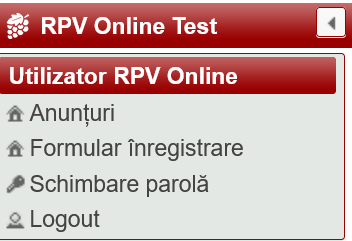 RPV Online Test
Utilizator RPV Online
Anunțuri
Formular înregistrare
Schimbare parolă
Logout